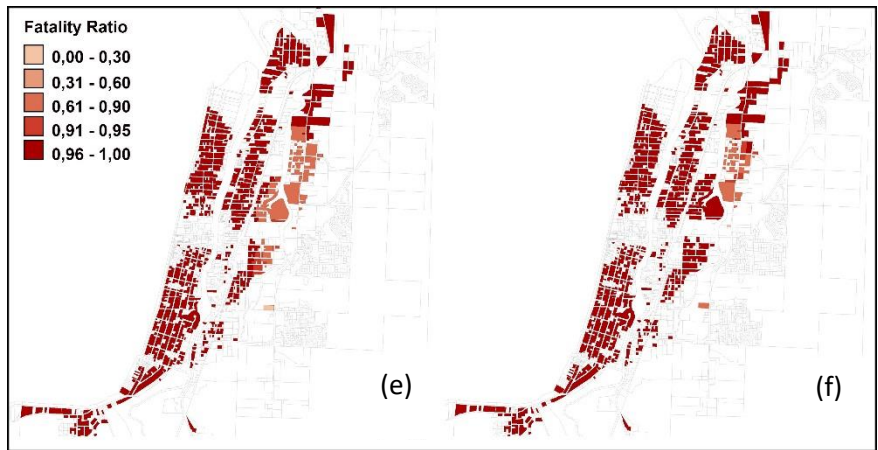 Fatality Ratio
0,00 - 0,30
0,31 - 0,60
0,61 - 0,90
0,91 - 0,95
0,96 - 1,00
(e)
(f)